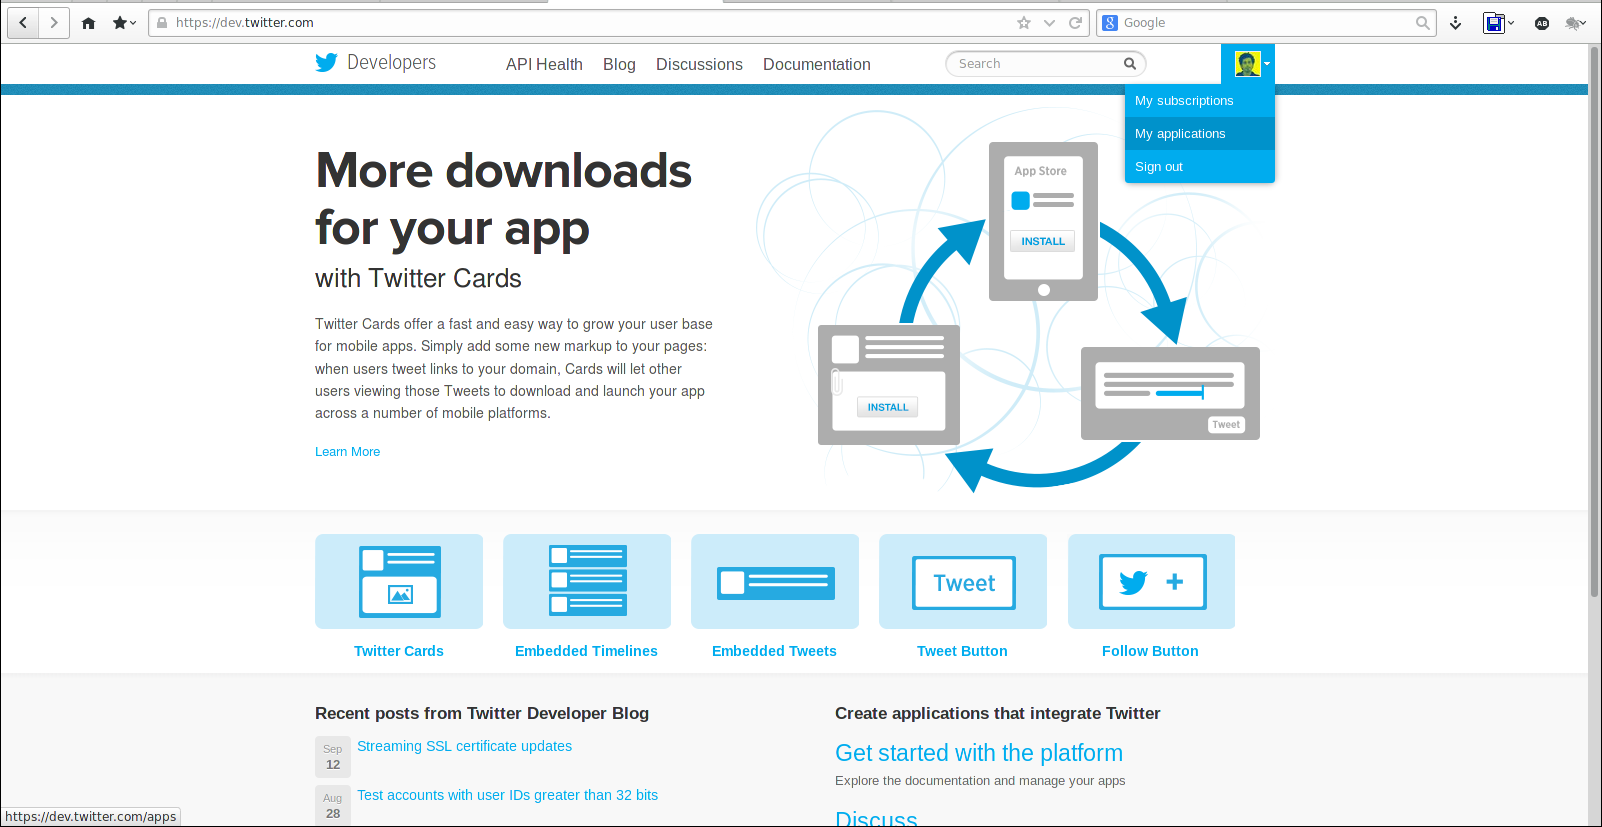 https://dev.twitter.com
Google
AB
Developers
API Health
Blog
Discussions
Documentation
Search
My subscriptions
My applications
Sign out
More downloads
for your app
with Twitter Cards
Twitter Cards offer a fast and easy way to grow your user base
for mobile apps. Simply add some new markup to your pages:
when users tweet links to your domain, Cards will let other
users viewing those Tweets to download and launch your app
across a number of mobile platforms.
Learn More
App Store
INSTALL
INSTALL
Tweet
Tweet
Twitter Cards
Embedded Timelines
Embedded Tweets
Tweet Button
Follow Button
Recent posts from Twitter Developer Blog
Sep
12
Streaming SSL certificate updates
Aug
28
Test accounts with user IDs greater than 32 bits
Create applications that integrate Twitter
Get started with the platform
Explore the documentation and manage your apps
Discuss
https://dev.twitter.com/apps